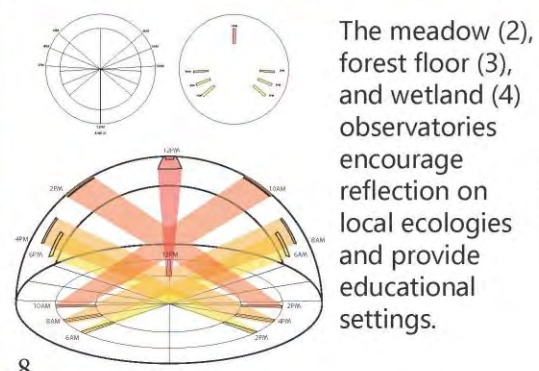 The meadow (2),
forest floor (3),
and wetland (4)
observatories
encourage
reflection on
local ecologies
and provide
educational
settings.
12PM
2PM
10AM
4PM
8AM
6PM
6AM
12PM
10AM
2PM
8AM
4PM
6AM
2PM
8